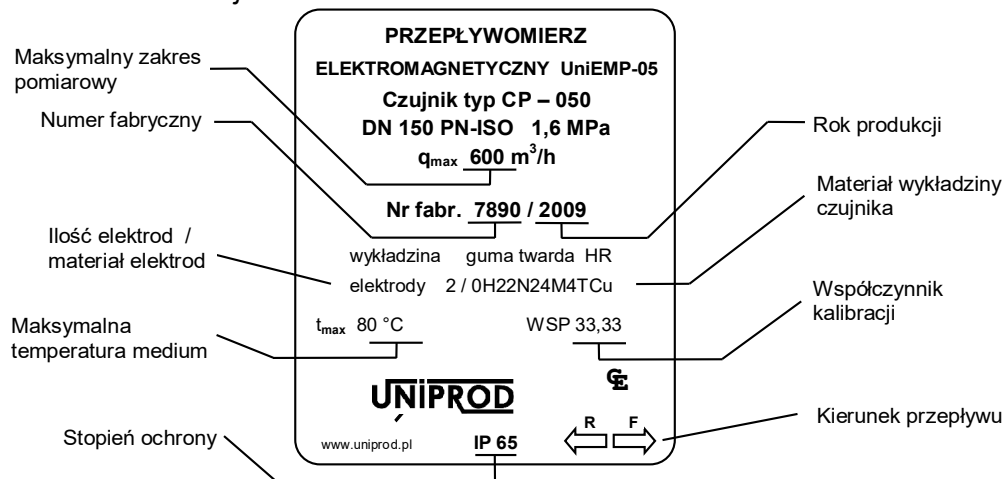 PRZEPŁYWOMIERZ
Maksymalny zakres
pomiarowy
ELEKTROMAGNETYCZNY UniEMP-05
Czujnik typ CP – 050
Numer fabryczny
DN 150 PN-ISO 1,6 MPa
Rok produkcji
qmax 600 m³/h
Materiał wykładziny
czujnika
Nr fabr. 7890 / 2009
Ilość elektrod /
materiał elektrod
wykładzina guma twarda HR
elektrody 2 / 0H22N24M4TCu
Współczynnik
kalibracji
Maksymalna
temperatura medium
tmax 80 °C
WSP 33,33
CE
UNIPROD
R F
Kierunek przepływu
Stopień ochrony
www.uniprod.pl
IP 65